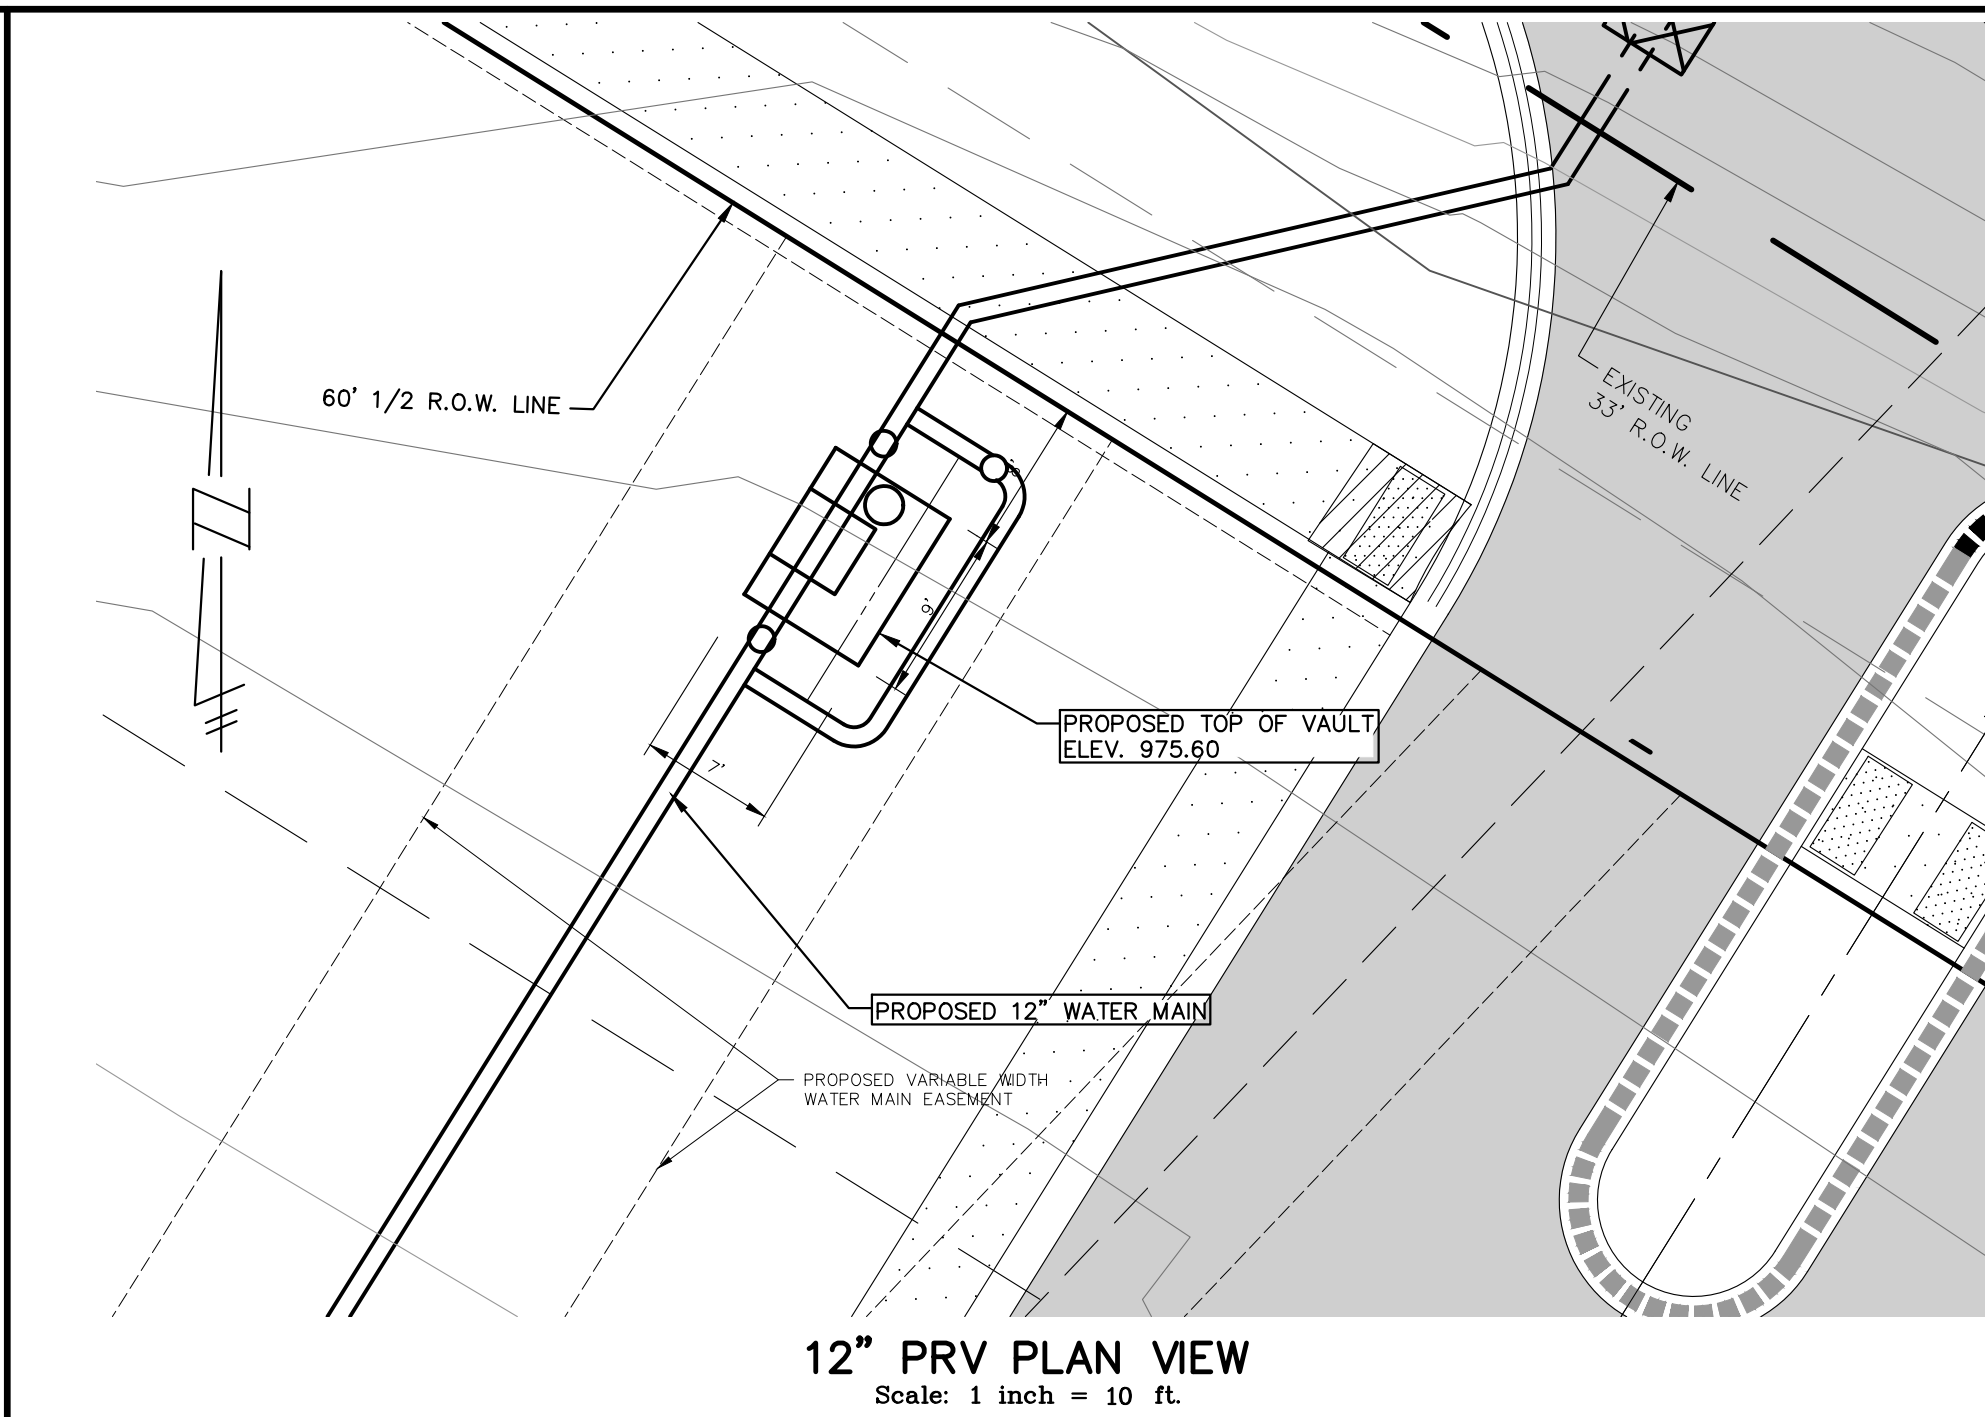 60' 1/2 R.O.W. LINE
EXISTING
33' R.O.W. LINE
9'
7'
PROPOSED TOP OF VAULT
ELEV. 975.60
PROPOSED 12" WATER MAIN
PROPOSED VARIABLE WIDTH
WATER MAIN EASEMENT
12" PRV PLAN VIEW
Scale: 1 inch = 10 ft.